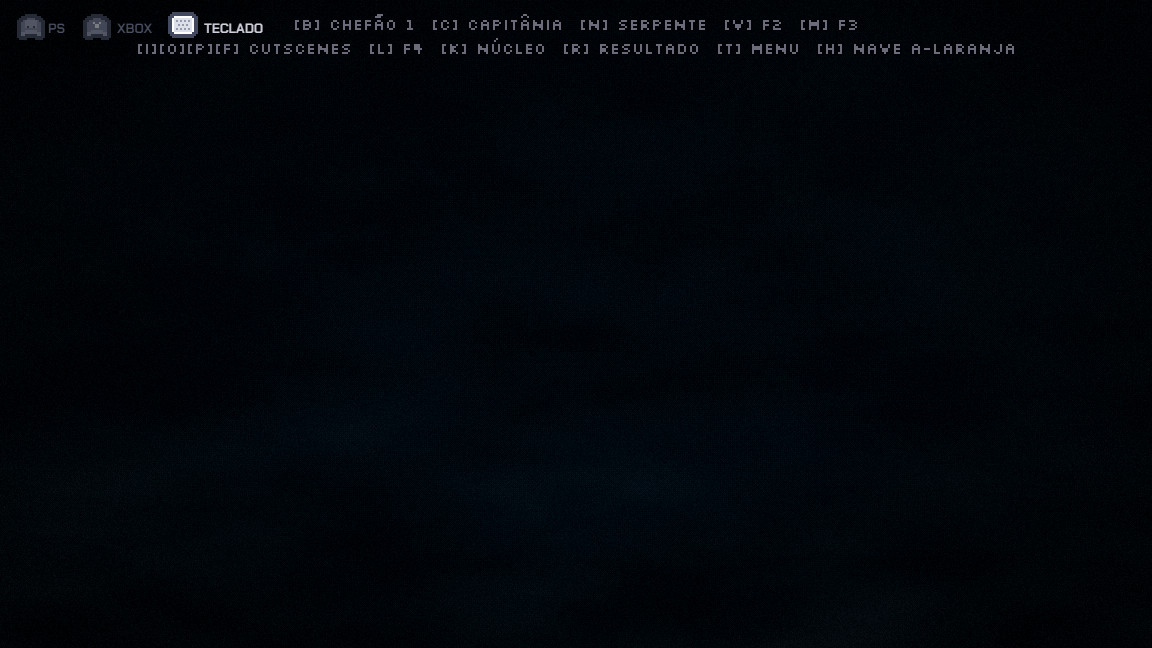 PS XBOX TECLADO [B] CHEFÃO 1 [C] CAPITÂNIA [N] SERPENTE [V] F2 [M] F3
[I][O][P][F] CUTSCENES [L] F4 [K] NÚCLEO [R] RESULTADO [T] MENU [H] NAVE A-LARANJA